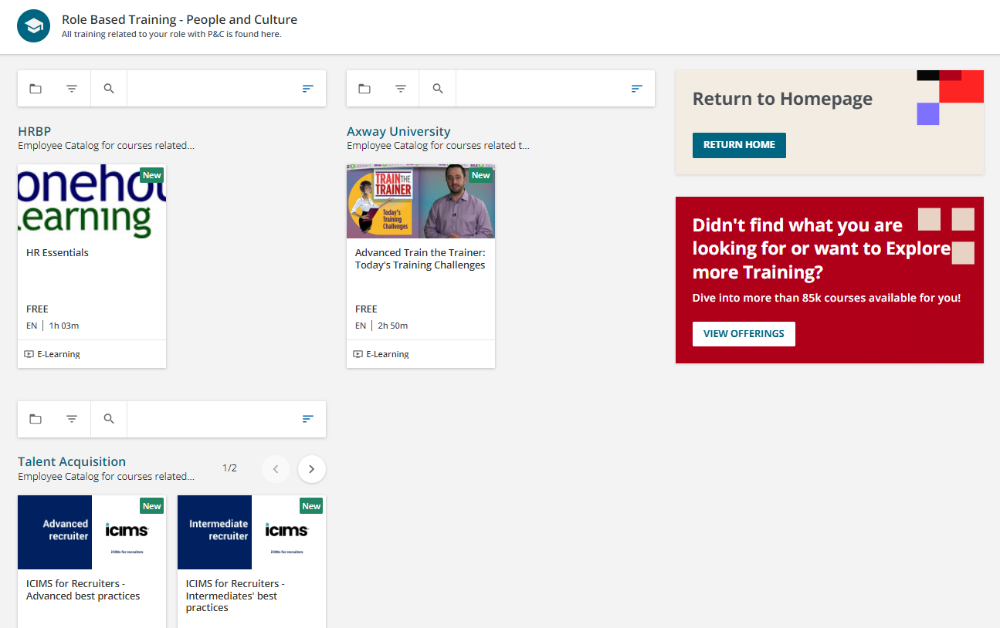 Role Based Training - People and Culture
All training related to your role with P&C is found here.
HRBP
Employee Catalog for courses related...
New
HR Essentials
FREE
EN | 1h 03m
E-Learning
Axway University
Employee Catalog for courses related t...
TRAIN THE
TRAINER
Today's
Training
Challenges
New
Advanced Train the Trainer:
Today's Training Challenges
FREE
EN | 2h 50m
E-Learning
Return to Homepage
RETURN HOME
Didn't find what you are
looking for or want to Explore
more Training?
Dive into more than 85k courses available for you!
VIEW OFFERINGS
Talent Acquisition
Employee Catalog for courses related...
1/2
Advanced
recruiter
icims
iCIMS for recruiters
New
ICIMS for Recruiters -
Advanced best practices
Intermediate
recruiter
icims
iCIMS for recruiters
New
ICIMS for Recruiters -
Intermediates' best
practices